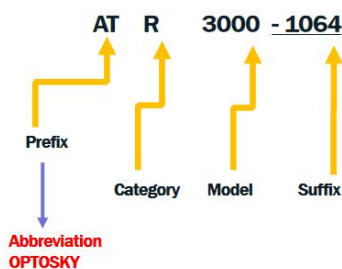 AT R 3000 -1064
Prefix
Category Model Suffix
Abbreviation
OPTOSKY